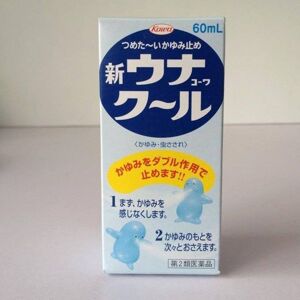 Kowa
60mL
つめた〜いかゆみ止め
新ウナ
コーワ
クール
〈かゆみ・虫さされ〉
かゆみをダブル作用で
止めます!!
1まず、かゆみを
感じなくします。
2かゆみのもとを
次々とおさえます。
第2類医薬品